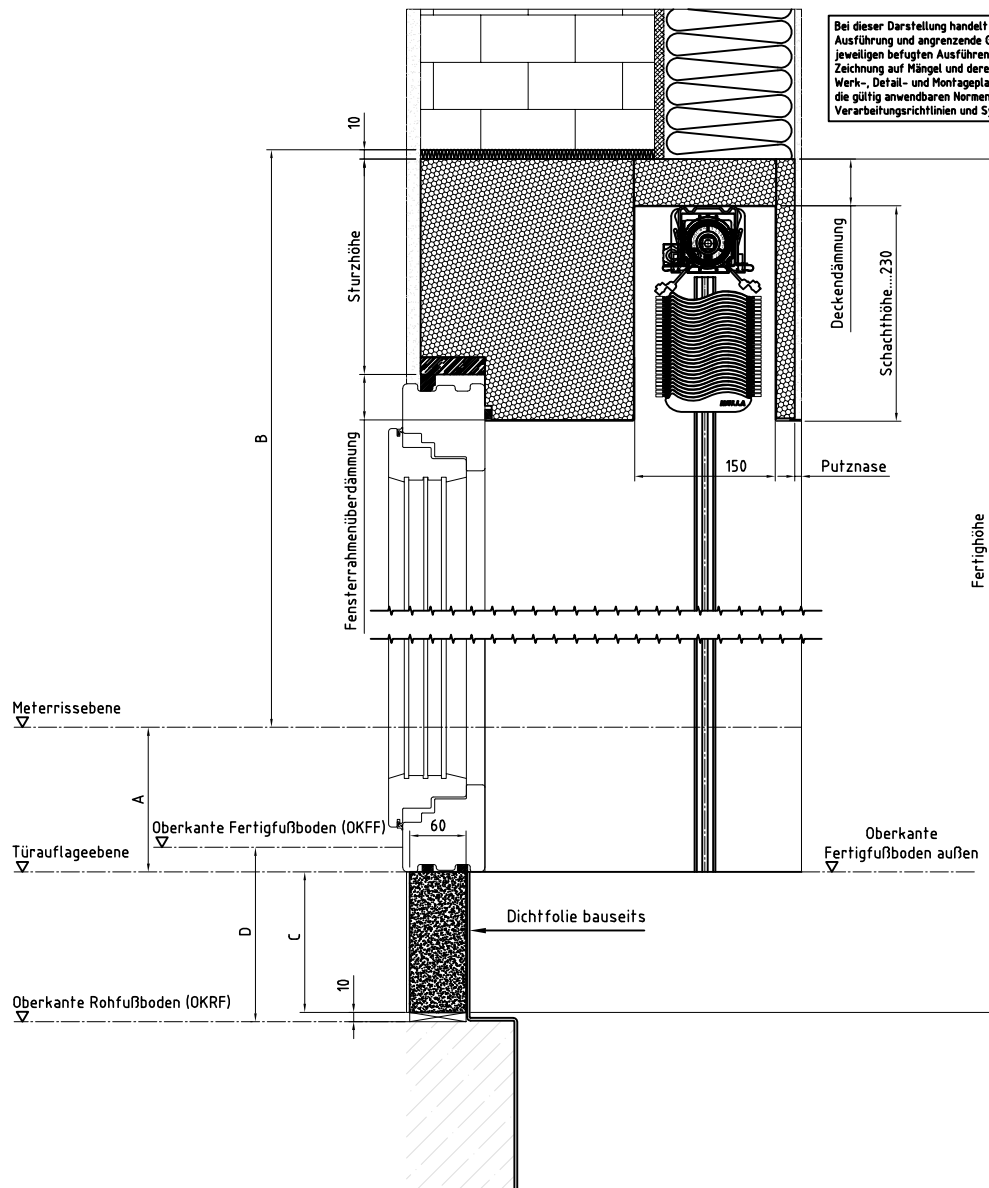 Bei dieser Darstellung handelt
Ausführung und angrenzende
jeweiligen befugten Ausführen
Zeichnung auf Mängel und dere
Werk-, Detail- und Montagepla
die gültig anwendbaren Normen
Verarbeitungsrichtlinien und
10
Sturzhöhe
Deckendämmung
Schachthöhe....230
B
150
Putznase
Fensterrahmenüberdämmung
Fertighöhe
Meterrissebene
A
Oberkante Fertigfußboden (OKFF)
60
Türauflageebene
Oberkante
Fertigfußboden außen
D
C
Dichtfolie bauseits
10
Oberkante Rohfußboden (OKRF)